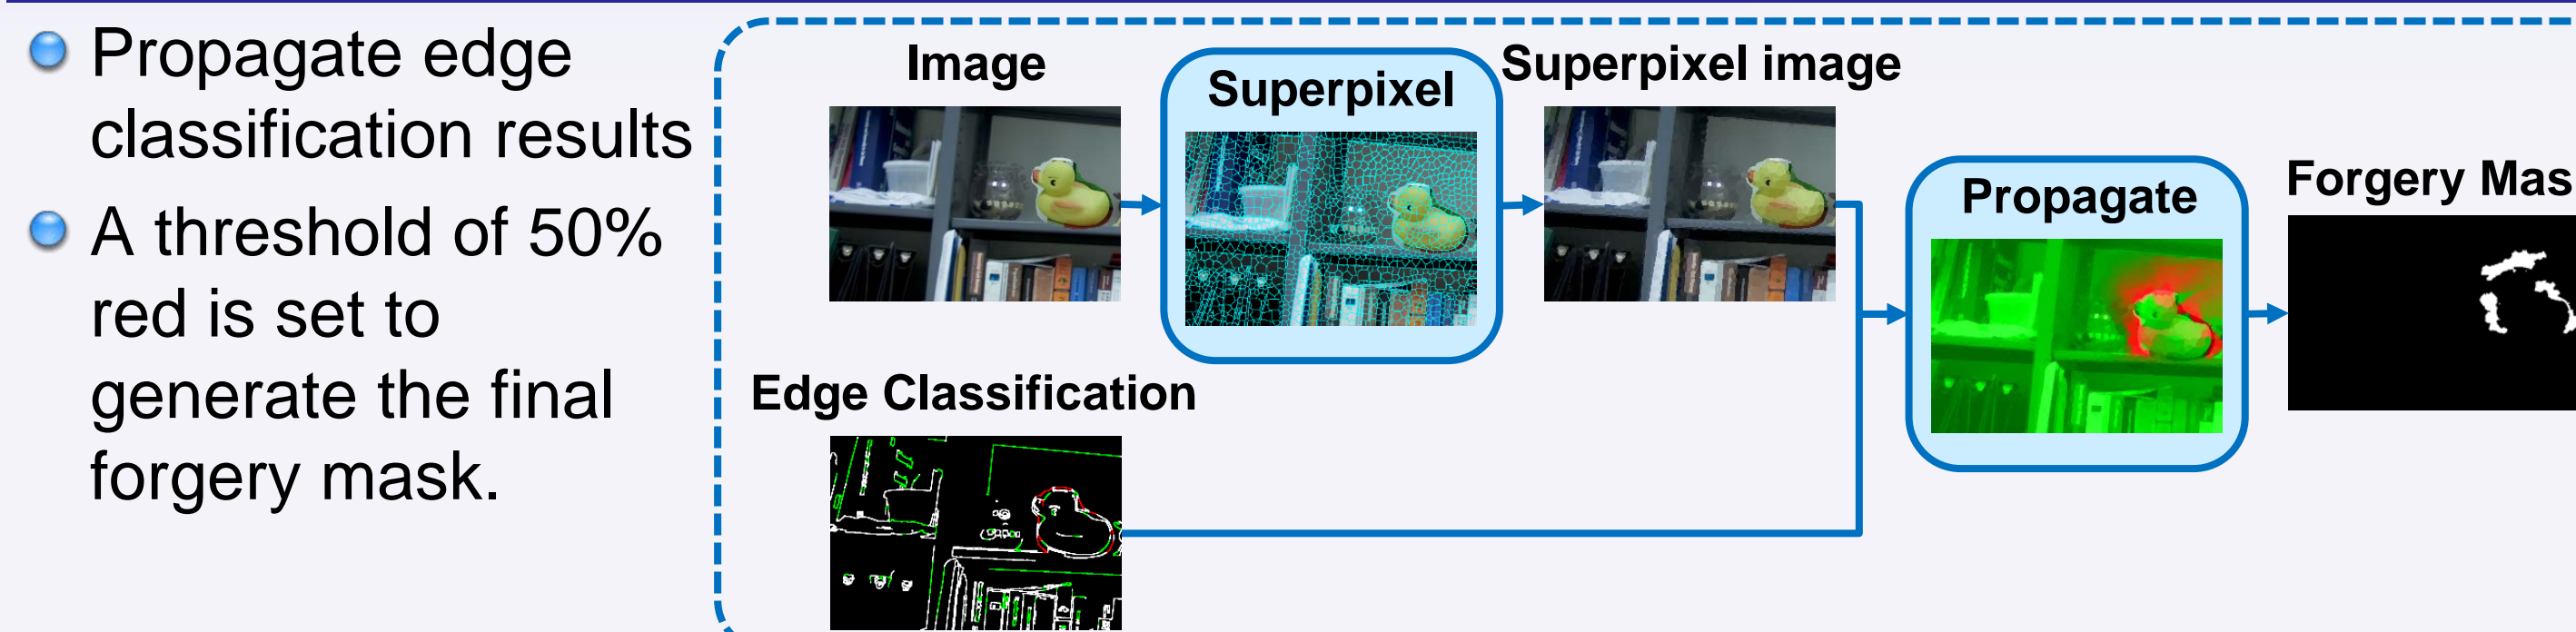 Propagate edge
classification results
A threshold of 50%
red is set to
generate the final
forgery mask.
Image
Superpixel
Superpixel image
Propagate
Forgery Mas
Edge Classification